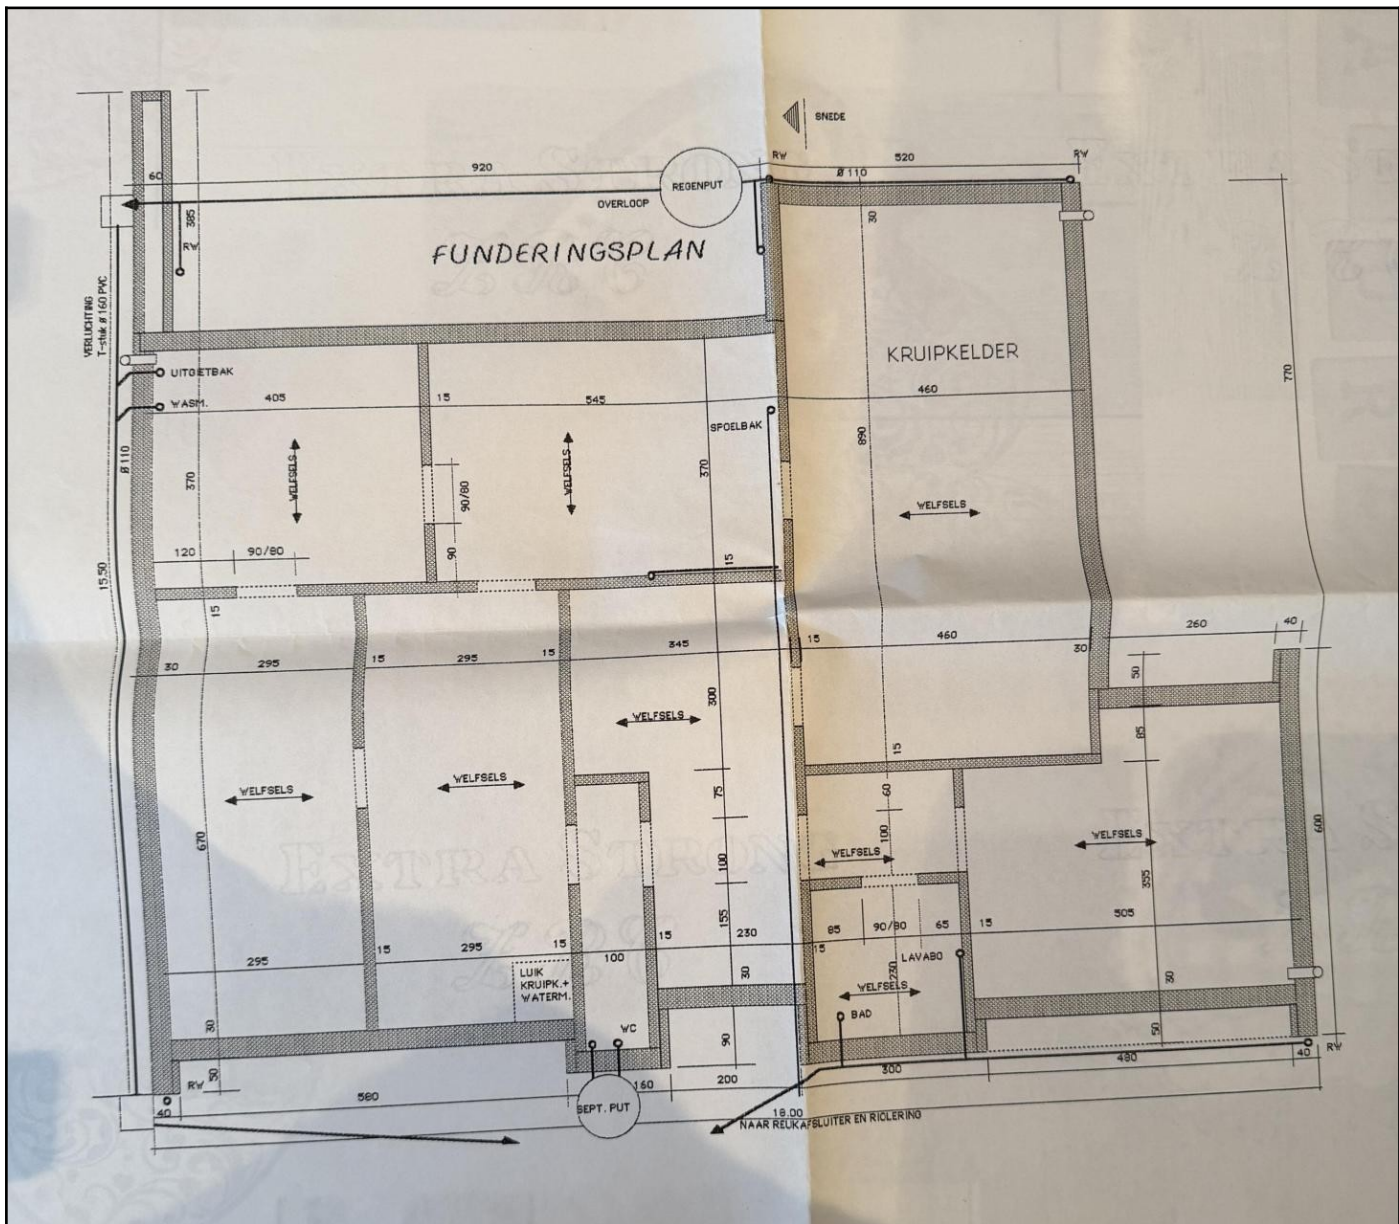 SNEDE
920
RW
520
RW
60
REGENPUT
Ø 110
OVERLOOP
385
RW
30
FUNDERINGSPLAN
VERLUCHTING
T-stuk Ø 160 PVC
KRUIPKELDER
770
UITGIETBAK
WASM.
405
15
545
460
SPOELBAK
Ø 110
370
WELFSELS
WELFSELS
370
890
90/80
WELFSELS
120
90/80
90
15
15.50
15
260
40
30
295
15
295
15
345
15
460
30
50
300
WELFSELS
85
15
WELFSELS
WELFSELS
75
60
670
100
100
WELFSELS
WELFSELS
355
600
155
295
15
295
15
100
15
230
85
90/80
65
15
505
15
LUIK
KRUIPK.+
WATERM.
30
LAVABO
230
WELFSELS
30
30
WC
90
BAD
50
50
RW
RW
40
580
160
200
300
480
40
SEPT. PUT
18.00
NAAR REUKAFSLUITER EN RIOLERING